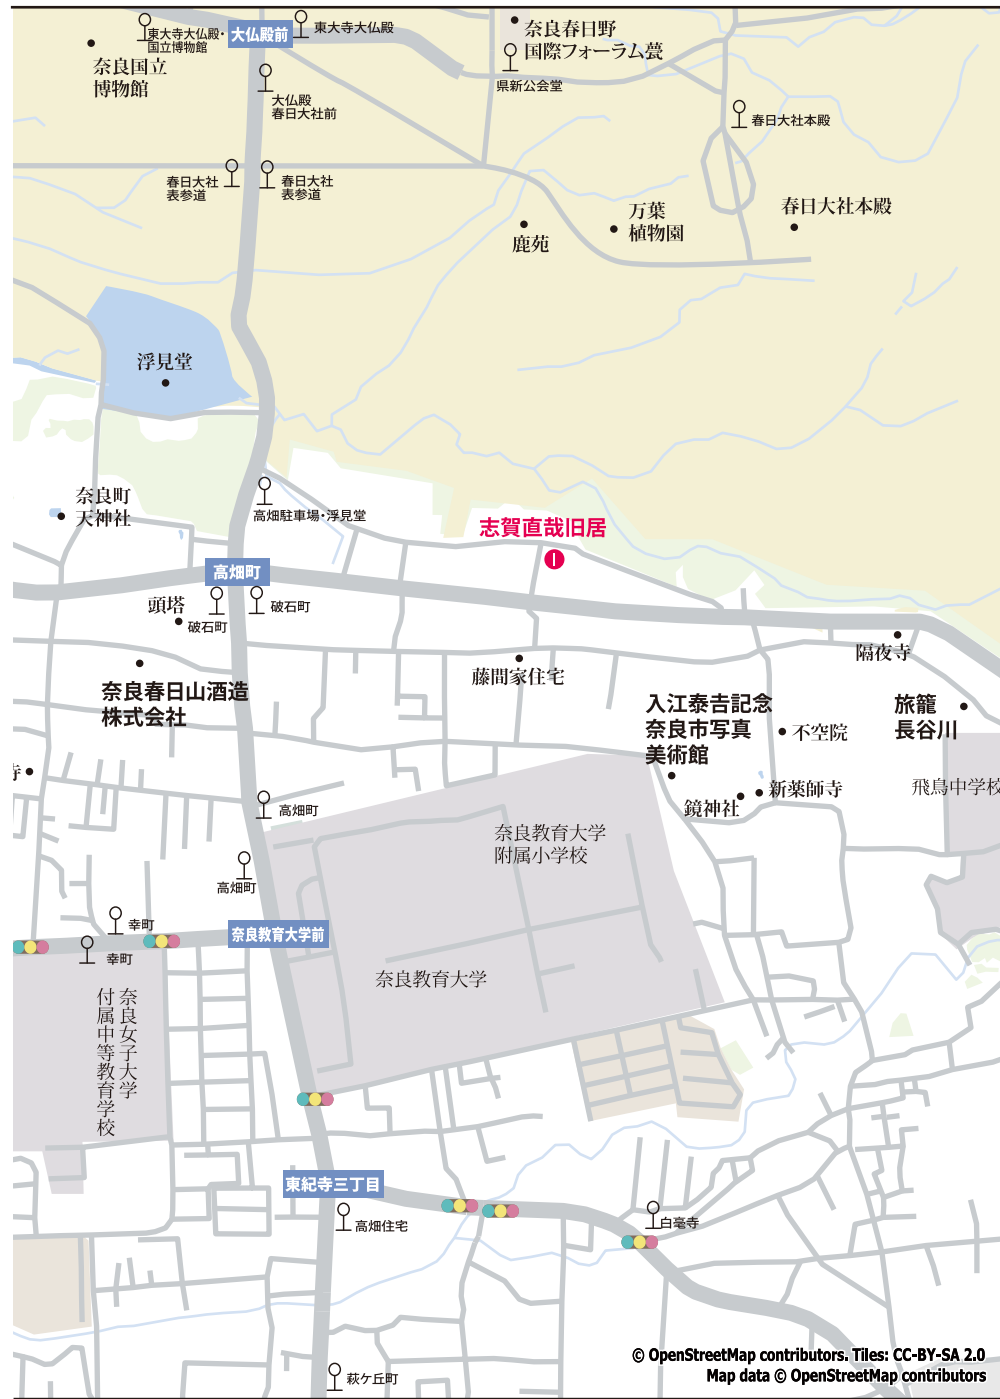 東大寺大仏殿・
国立博物館
大仏殿前
東大寺大仏殿
奈良春日野
国際フォーラム甍
奈良国立
博物館
県新公会堂
大仏殿
春日大社前
春日大社本殿
春日大社
表参道
春日大社
表参道
万葉
植物園
春日大社本殿
鹿苑
浮見堂
奈良町
天神社
高畑駐車場・浮見堂
志賀直哉旧居
高畑町
頭塔
破石町
破石町
隔夜寺
藤間家住宅
奈良春日山酒造
株式会社
入江泰吉記念
奈良市写真
美術館
旅籠
長谷川
不空院
寺
新薬師寺
飛鳥中学校
鏡神社
高畑町
奈良教育大学
附属小学校
高畑町
幸町
奈良教育大学前
幸町
奈良教育大学
奈良女子大学
付属中等教育学校
東紀寺三丁目
高畑住宅
白毫寺
© OpenStreetMap contributors. Tiles: CC-BY-SA 2.0
Map data © OpenStreetMap contributors
萩ケ丘町